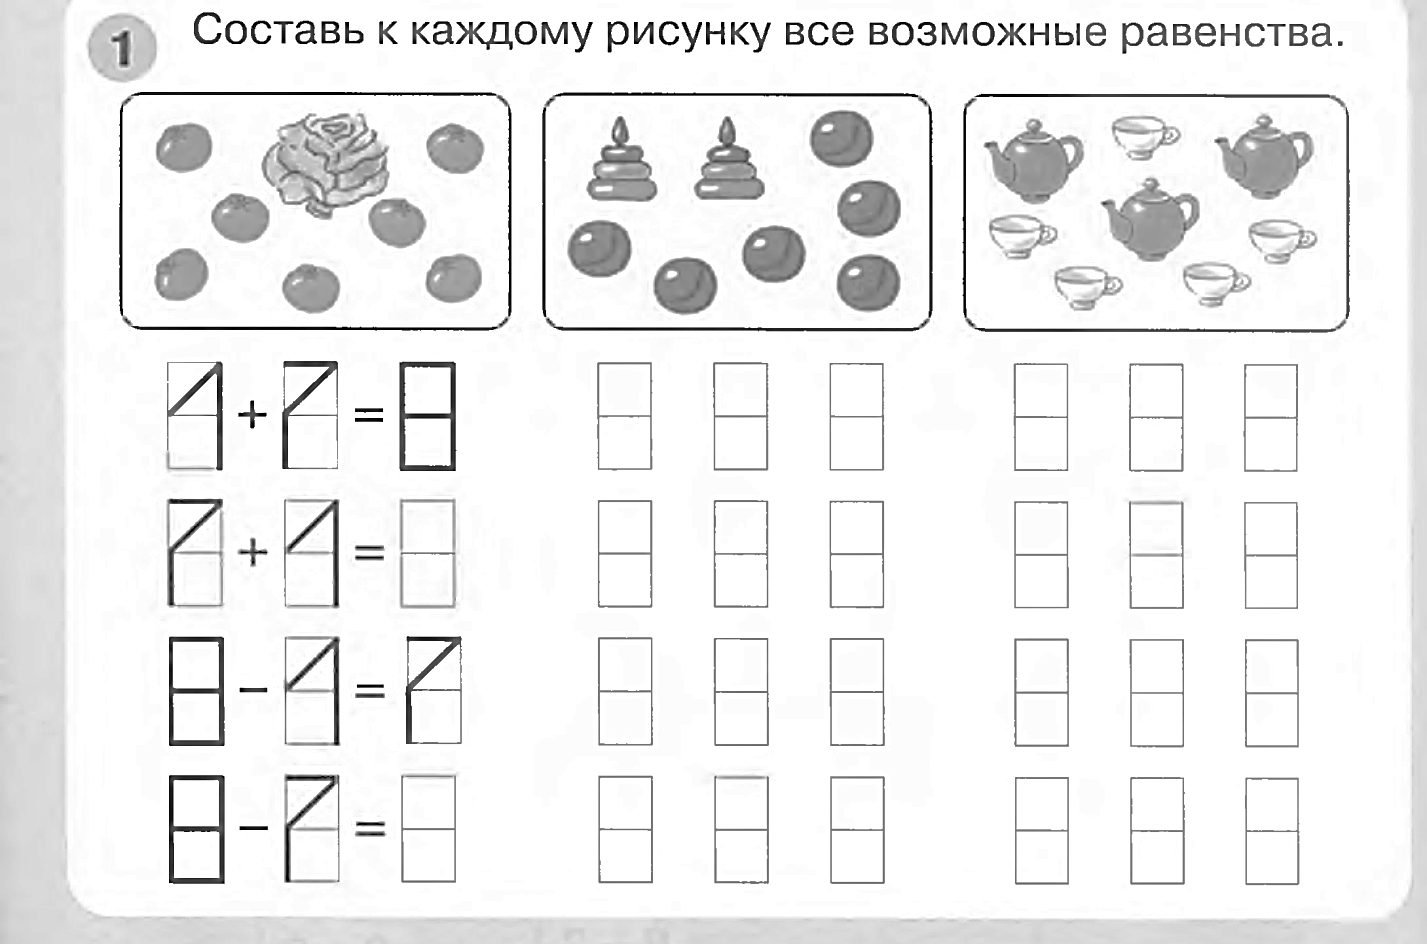 1 Составь к каждому рисунку все возможные равенства.
1 + 7 = 8
7 + 1 =
8 - 1 = 7
8 - 7 =